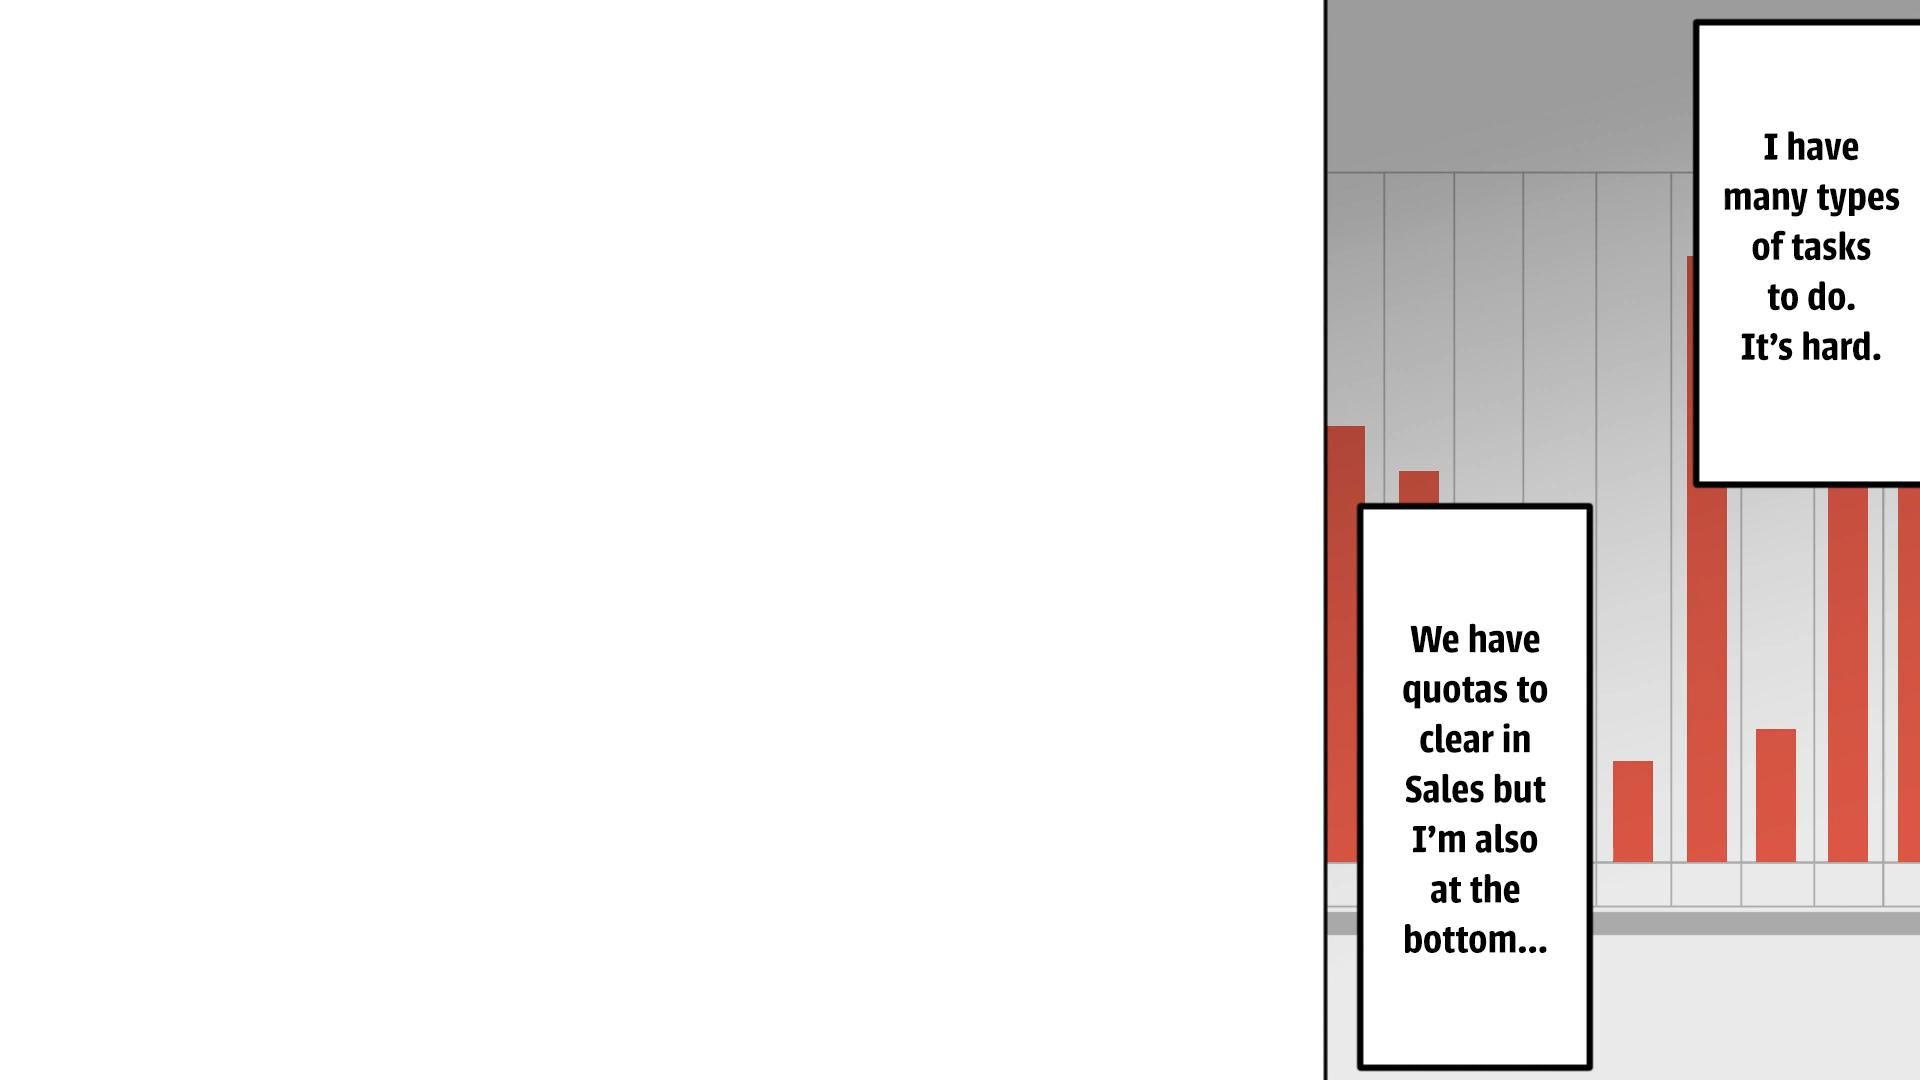 I have
many types
of tasks
to do.
It’s hard.
We have
quotas to
clear in
Sales but
I’m also
at the
bottom...